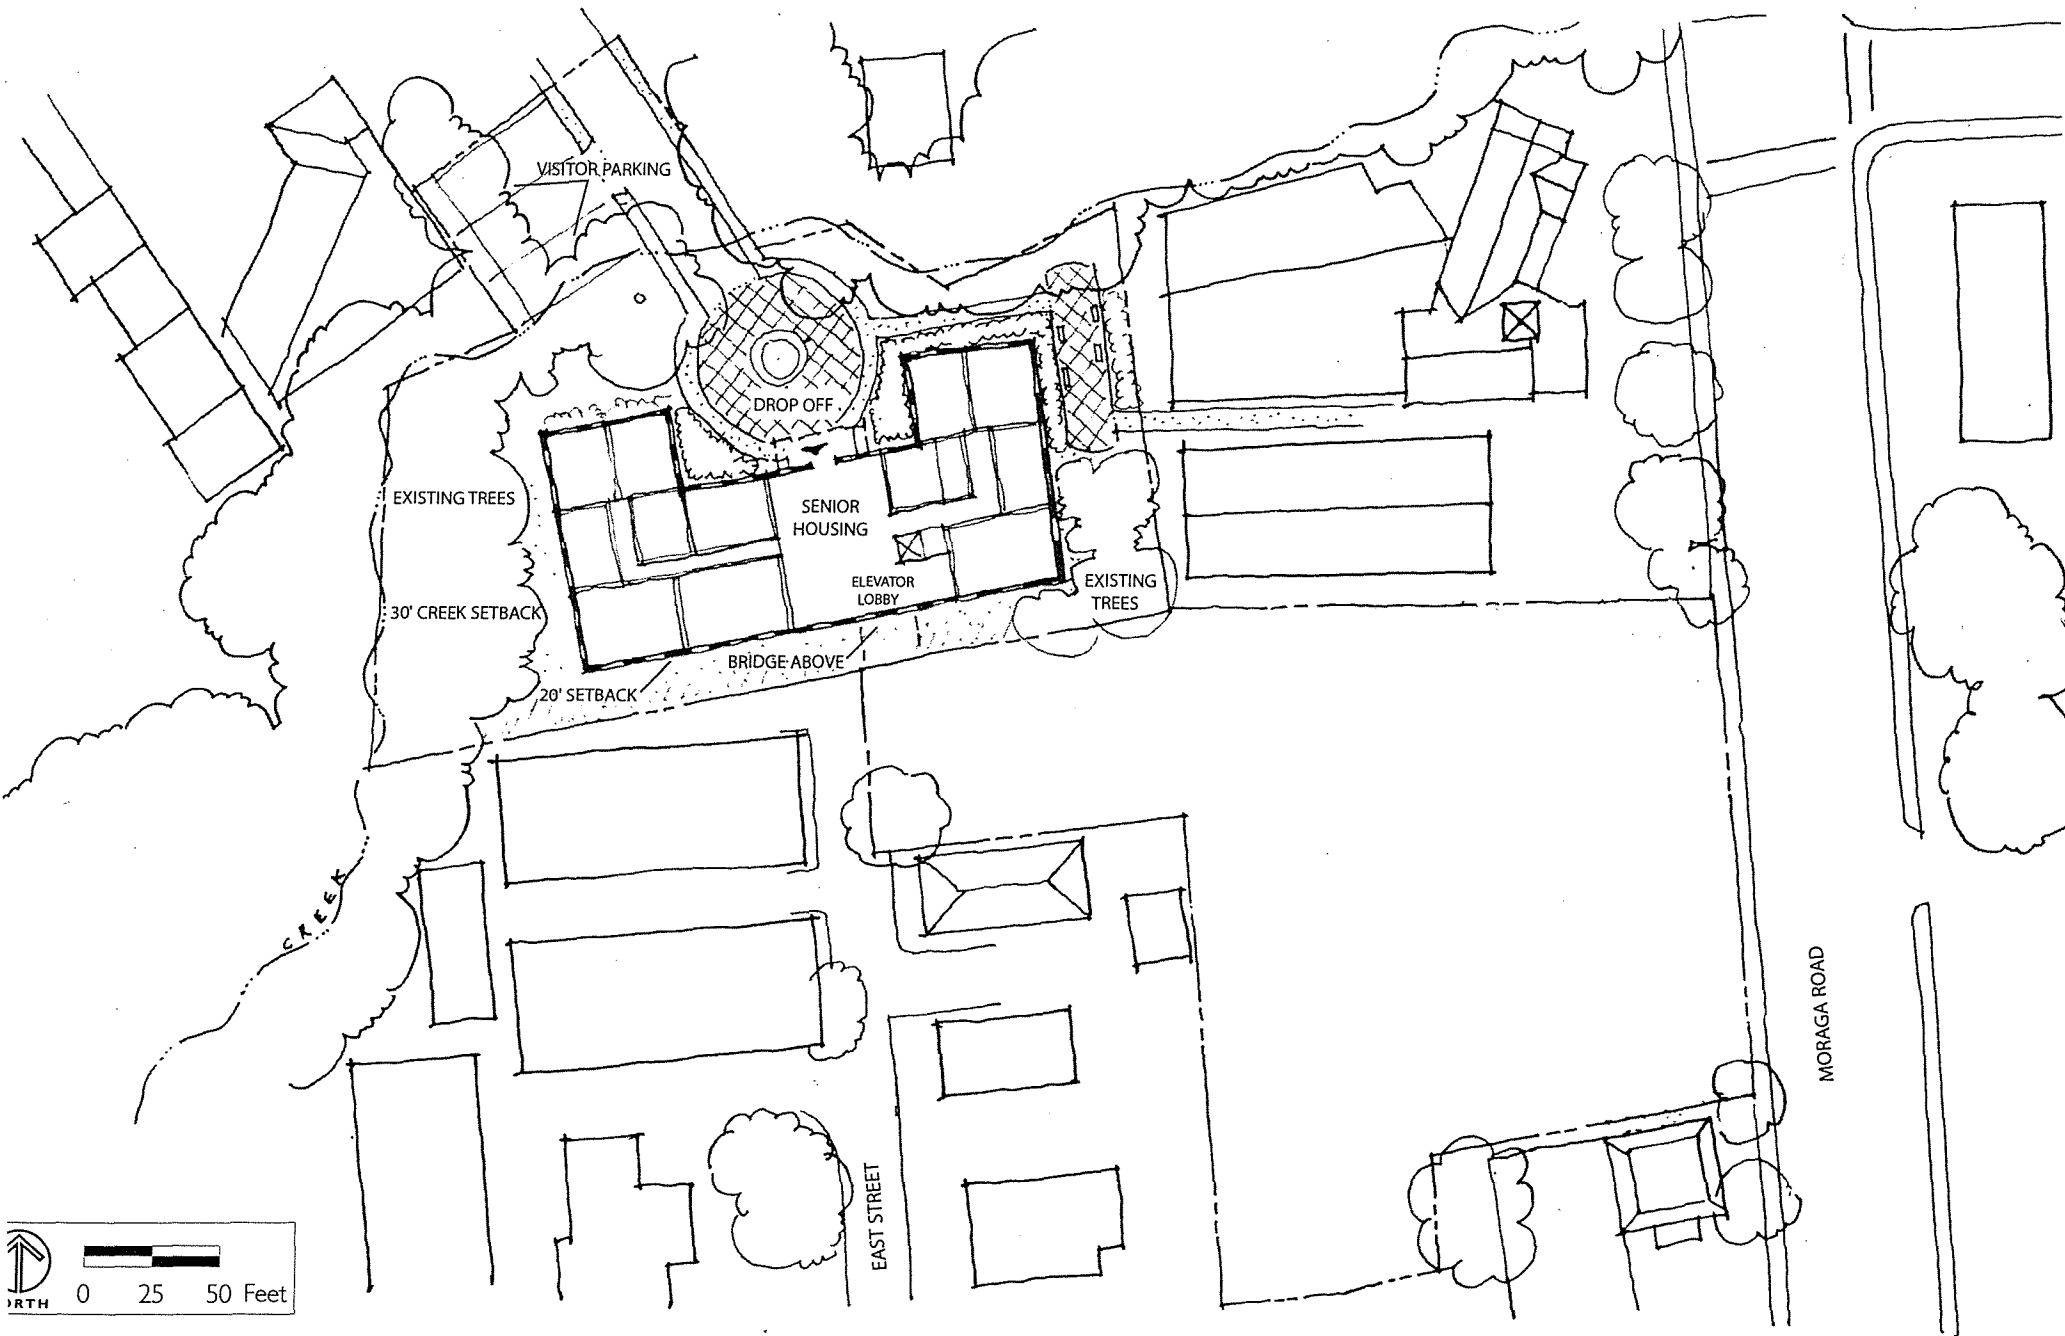 VISITOR PARKING
DROP OFF
EXISTING TREES
SENIOR
HOUSING
ELEVATOR
LOBBY
EXISTING
TREES
30' CREEK SETBACK
BRIDGE ABOVE
20' SETBACK
CREEK
MORAGA ROAD
EAST STREET
ORTH
0 25 50 Feet